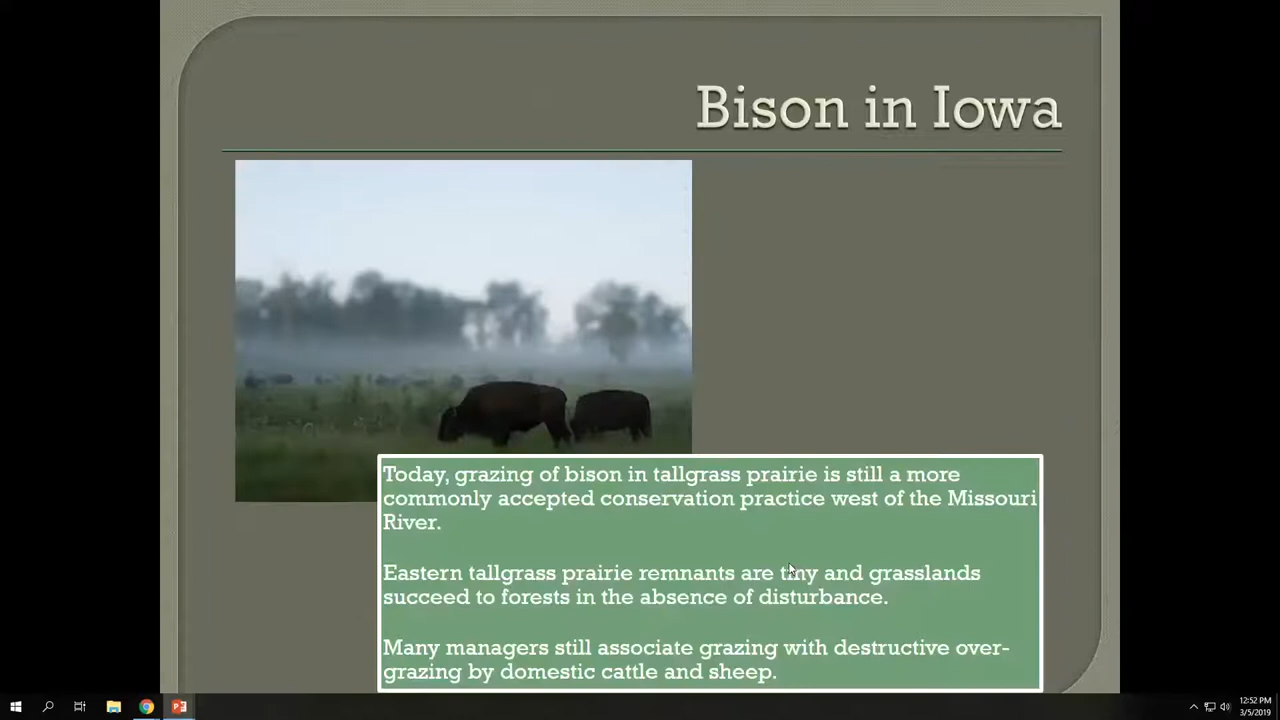 Bison in Iowa
Today, grazing of bison in tallgrass prairie is still a more
commonly accepted conservation practice west of the Missouri
River.
Eastern tallgrass prairie remnants are tiny and grasslands
succeed to forests in the absence of disturbance.
Many managers still associate grazing with destructive over-
grazing by domestic cattle and sheep.
12:52 PM
3/5/2019